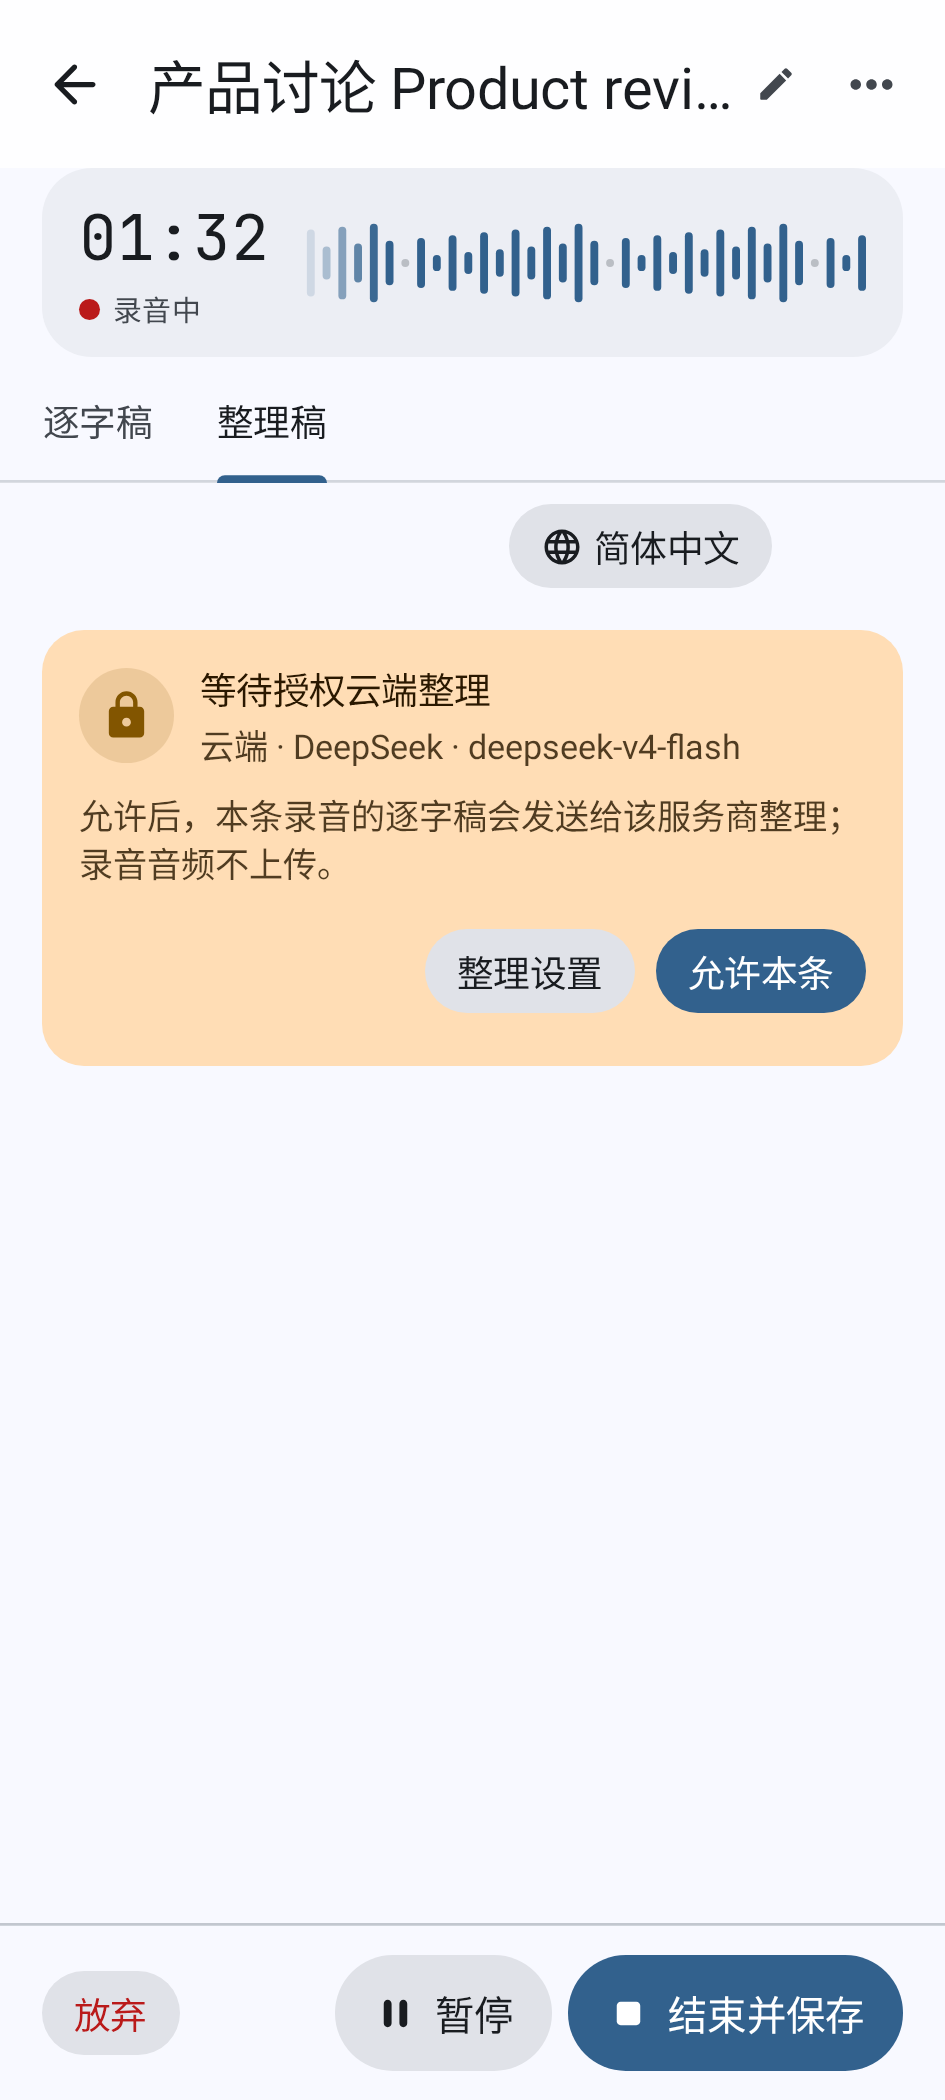 产品讨论 Product revi...
01:32
录音中
逐字稿
整理稿
简体中文
等待授权云端整理
云端 · DeepSeek · deepseek-v4-flash
允许后，本条录音的逐字稿会发送给该服务商整理；
录音音频不上传。
整理设置
允许本条
放弃
暂停
结束并保存